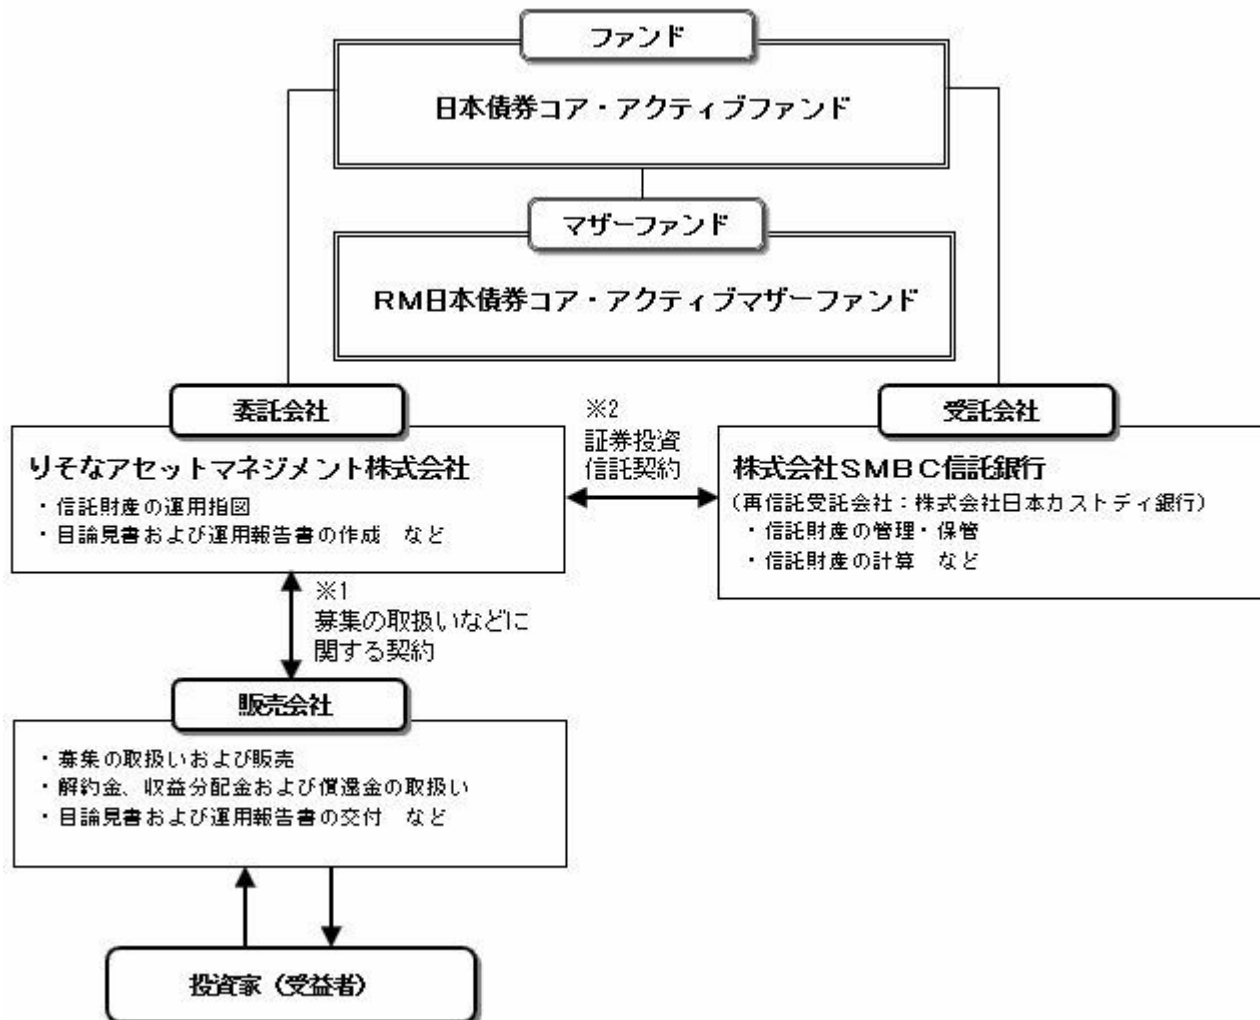 ファンド
日本債券コア・アクティブファンド
マザーファンド
RM日本債券コア・アクティブマザーファンド
委託会社
りそなアセットマネジメント株式会社
・信託財産の運用指図
・目論見書および運用報告書の作成 など
※2
証券投資
信託契約
受託会社
株式会社SMBC信託銀行
(再信託受託会社:株式会社日本カストディ銀行)
・信託財産の管理・保管
・信託財産の計算 など
※1
募集の取扱いなどに
関する契約
販売会社
・募集の取扱いおよび販売
・解約金、収益分配金および償還金の取扱い
・目論見書および運用報告書の交付 など
投資家(受益者)